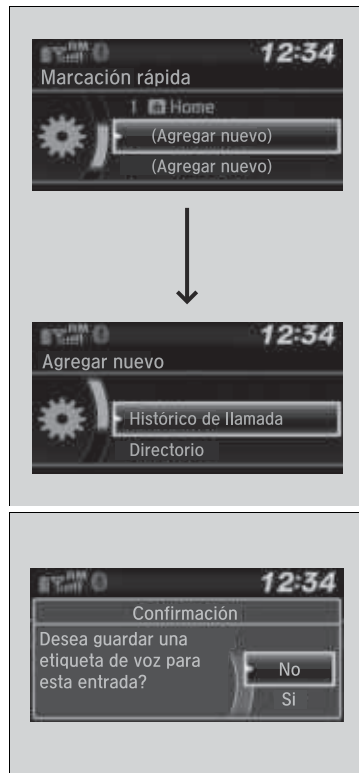 12:34
Marcación rápida
1 Home
(Agregar nuevo)
(Agregar nuevo)
12:34
Agregar nuevo
Histórico de llamada
Directorio
12:34
Confirmación
Desea guardar una
etiqueta de voz para
esta entrada?
No
Si